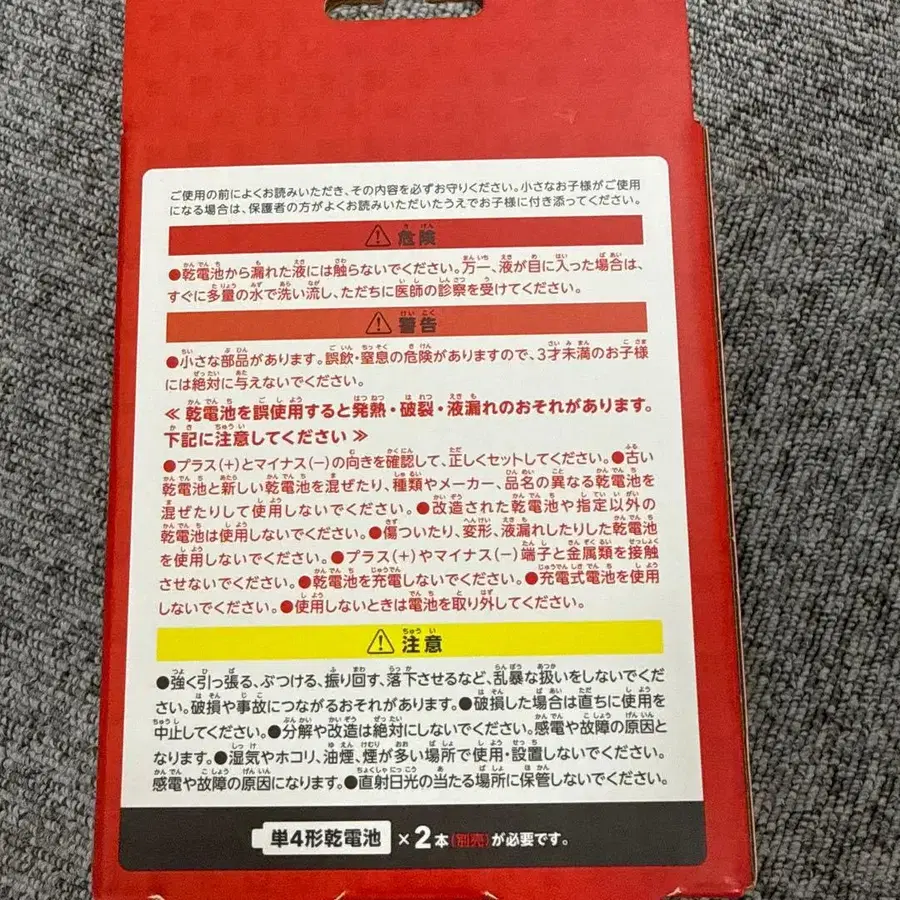 ご使用の前によくお読みいただき、その内容を必ずお守りください。小さなお子様がご使用
になる場合は、保護者の方がよくお読みいただいたうえでお子様に付き添ってください。
危険
●乾電池から漏れた液には触らないでください。万一、液が目に入った場合は、
すぐに多量の水で洗い流し、ただちに医師の診察を受けてください。
警告
●小さな部品があります。誤飲・窒息の危険がありますので、3才未満のお子様
には絶対に与えないでください。
≪ 乾電池を誤使用すると発熱・破裂・液漏れのおそれがあります。
下記に注意してください ≫
●プラス(+)とマイナス(−)の向きを確認して、正しくセットしてください。●古い
乾電池と新しい乾電池を混ぜたり、種類やメーカー、品名の異なる乾電池を
混ぜたりして使用しないでください。●改造された乾電池や指定以外の
乾電池は使用しないでください。●傷ついたり、変形、液漏れしたりした乾電池
を使用しないでください。●プラス(+)やマイナス(−)端子と金属類を接触
させないでください。●乾電池を充電しないでください。●充電式電池を使用
しないでください。●使用しないときは電池を取り外してください。
注意
●強く引っ張る、ぶつける、振り回す、落下させるなど、乱暴な扱いをしないでくだ
さい。破損や事故につながるおそれがあります。●破損した場合は直ちに使用を
中止してください。●分解や改造は絶対にしないでください。感電や故障の原因と
なります。●湿気やホコリ、油煙、煙が多い場所で使用・設置しないでください。
感電や故障の原因になります。●直射日光の当たる場所に保管しないでください。
単4形乾電池 ×2本(別売)が必要です。